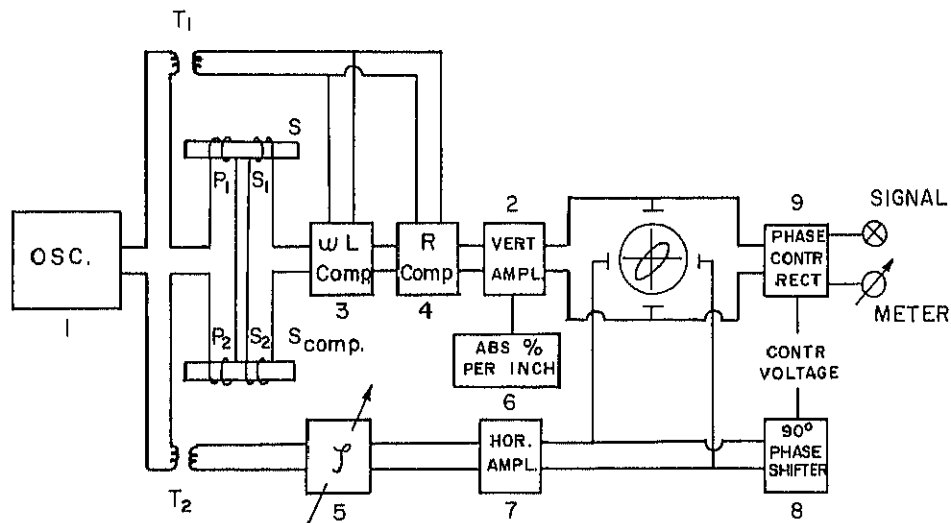 T1
S
P1 S1
OSC.
1
ωL
Comp
3
R
Comp
4
2
VERT
AMPL.
9
PHASE
CONTR
RECT
SIGNAL
METER
P2 S2 Scomp.
ABS %
PER INCH
6
CONTR
VOLTAGE
T2
5
HOR.
AMPL.
7
90°
PHASE
SHIFTER
8